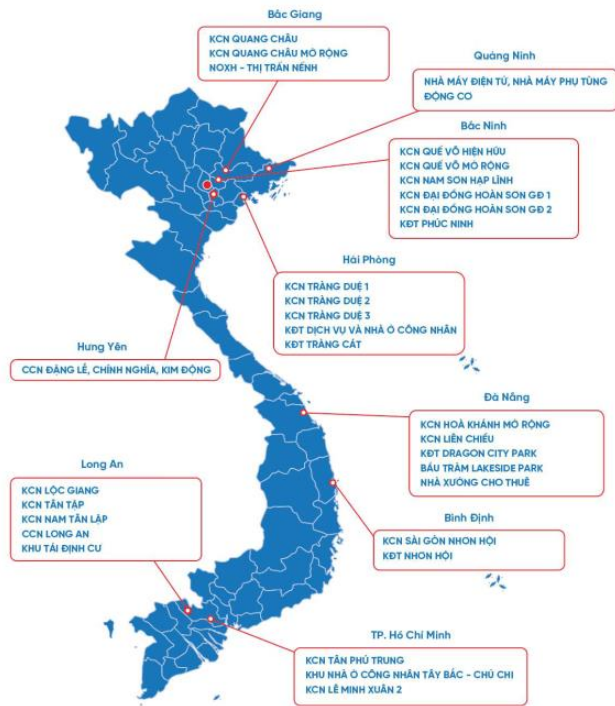 Bắc Giang
KCN QUANG CHÂU
KCN QUANG CHÂU MỞ RỘNG
NOXH - THỊ TRẤN NẾNH
Quảng Ninh
NHÀ MÁY ĐIỆN TỬ, NHÀ MÁY PHỤ TÙNG
ĐỘNG CƠ
Bắc Ninh
KCN QUẾ VÕ HIỆN HỮU
KCN QUẾ VÕ MỞ RỘNG
KCN NAM SƠN HẠP LĨNH
KCN ĐẠI ĐỒNG HOÀN SƠN GĐ 1
KCN ĐẠI ĐỒNG HOÀN SƠN GĐ 2
KĐT PHÚC NINH
Hải Phòng
KCN TRÀNG DUỆ 1
KCN TRÀNG DUỆ 2
KCN TRÀNG DUỆ 3
KĐT DỊCH VỤ VÀ NHÀ Ở CÔNG NHÂN
KĐT TRÀNG CÁT
Hưng Yên
CCN ĐẶNG LỄ, CHÍNH NGHĨA, KIM ĐỘNG
Đà Nẵng
KCN HOÀ KHÁNH MỞ RỘNG
KCN LIÊN CHIỂU
KĐT DRAGON CITY PARK
BÀU TRÀM LAKESIDE PARK
NHÀ XƯỞNG CHO THUÊ
Long An
KCN LỘC GIANG
KCN TÂN TẬP
KCN NAM TÂN LẬP
CCN LONG AN
KHU TÁI ĐỊNH CƯ
Bình Định
KCN SÀI GÒN NHƠN HỘI
KĐT NHƠN HỘI
TP. Hồ Chí Minh
KCN TÂN PHÚ TRUNG
KHU NHÀ Ở CÔNG NHÂN TÂY BẮC - CHỦ CHI
KCN LÊ MINH XUÂN 2